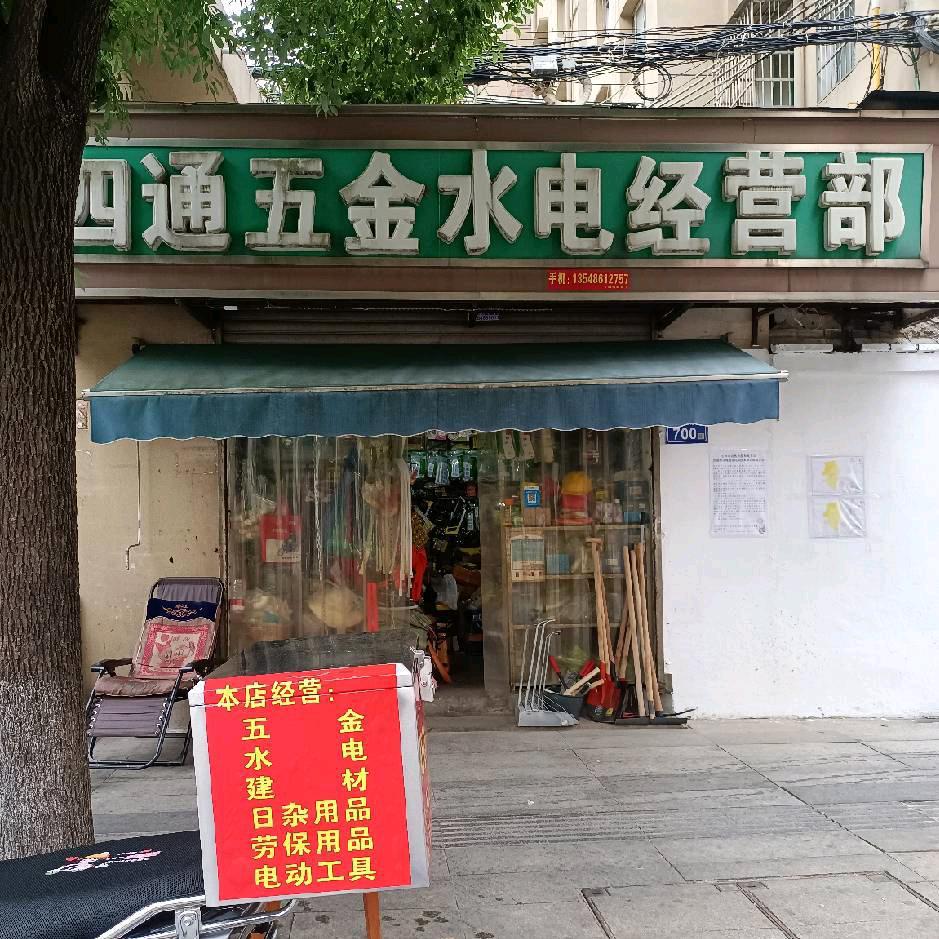 四通五金水电经营部
手机:13548612757
700
本店经营:
五 金
水 电
建 材
日杂用品
劳保用品
电动工具